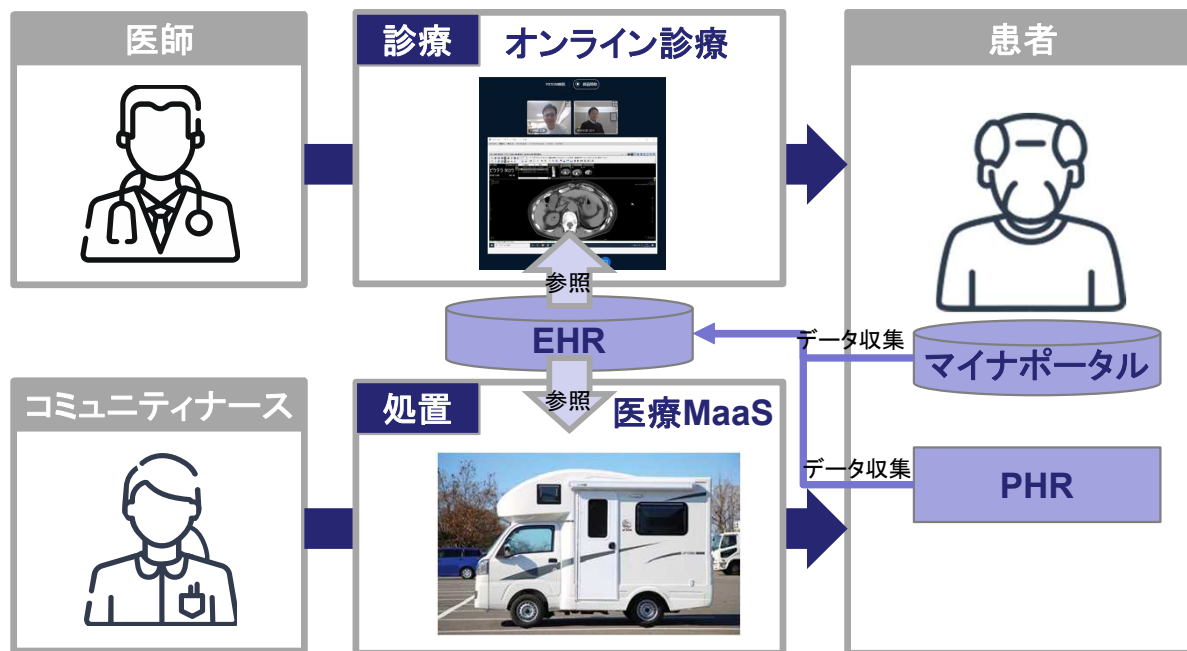 医師
診療
オンライン診療
患者
参照
EHR
データ収集
マイナポータル
コミュニティナース
処置
参照
医療MaaS
データ収集
PHR